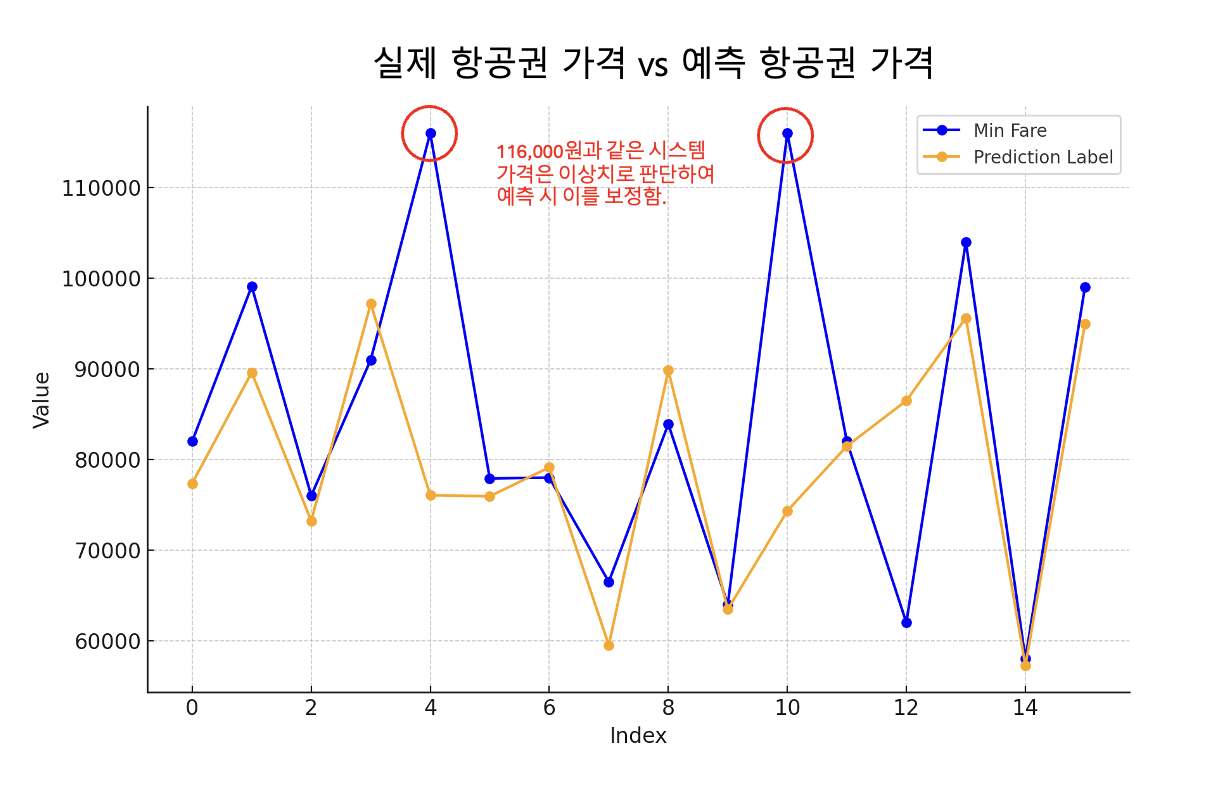 실제 항공권 가격 vs 예측 항공권 가격
Min Fare
Prediction Label
116,000원과 같은 시스템
가격은 이상치로 판단하여
예측 시 이를 보정함.
110000
100000
90000
80000
70000
60000
Value
0 2 4 6 8 10 12 14
Index